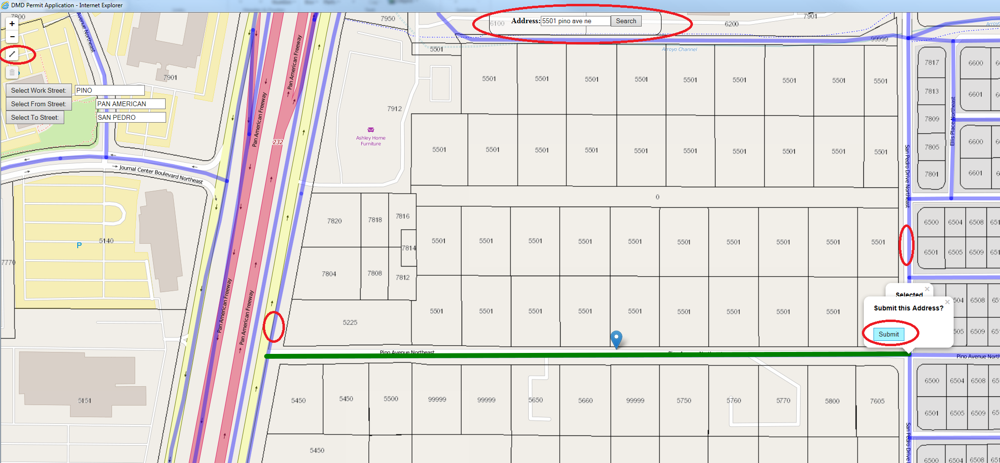 DMD Permit Application - Internet Explorer
7800
+
−
Address: 5501 pino ave ne Search
6100
6200
7901
7950
99999
Arroyo Channel
Avenue Northeast
7901
Select Work Street: PINO
Select From Street: PAN AMERICAN
Select To Street: SAN PEDRO
Pan American Freeway
Pan American Freeway
232
7912
Ashley Home
Furniture
5501
5501 5501 5501 5501 5501 5501 5501 5501 5501
5501 5501 5501 5501 5501 5501 5501 5501 5501 5501
0
7817
7813
7809
7805
7801
6600
6601
6600
6601
Ellis Place Northeast
San Pedro Drive Northeast
Journal Center Boulevard Northeast
5140
P
7770
7820 7818 7816
7814
7804 7808 7812
5501 5501 5501 5501 5501 5501 5501 5501 5501 5501
5501 5501 5501 5501 5501 5501 5501 5501 5501
6500 6504 6508
6501 6505 6509
Selected
Submit this Address?
Submit
6508
6509
5225
Pan American Freeway
Pan American Freeway
Pino Avenue Northeast
5151
5450 5450 5500 99999 99999 5650 5660 99999 5750 5760 5770 5800 7605
5450
6500 6504 6508
6501 6505 6509
San Pedro Drive
6500 6504 6508